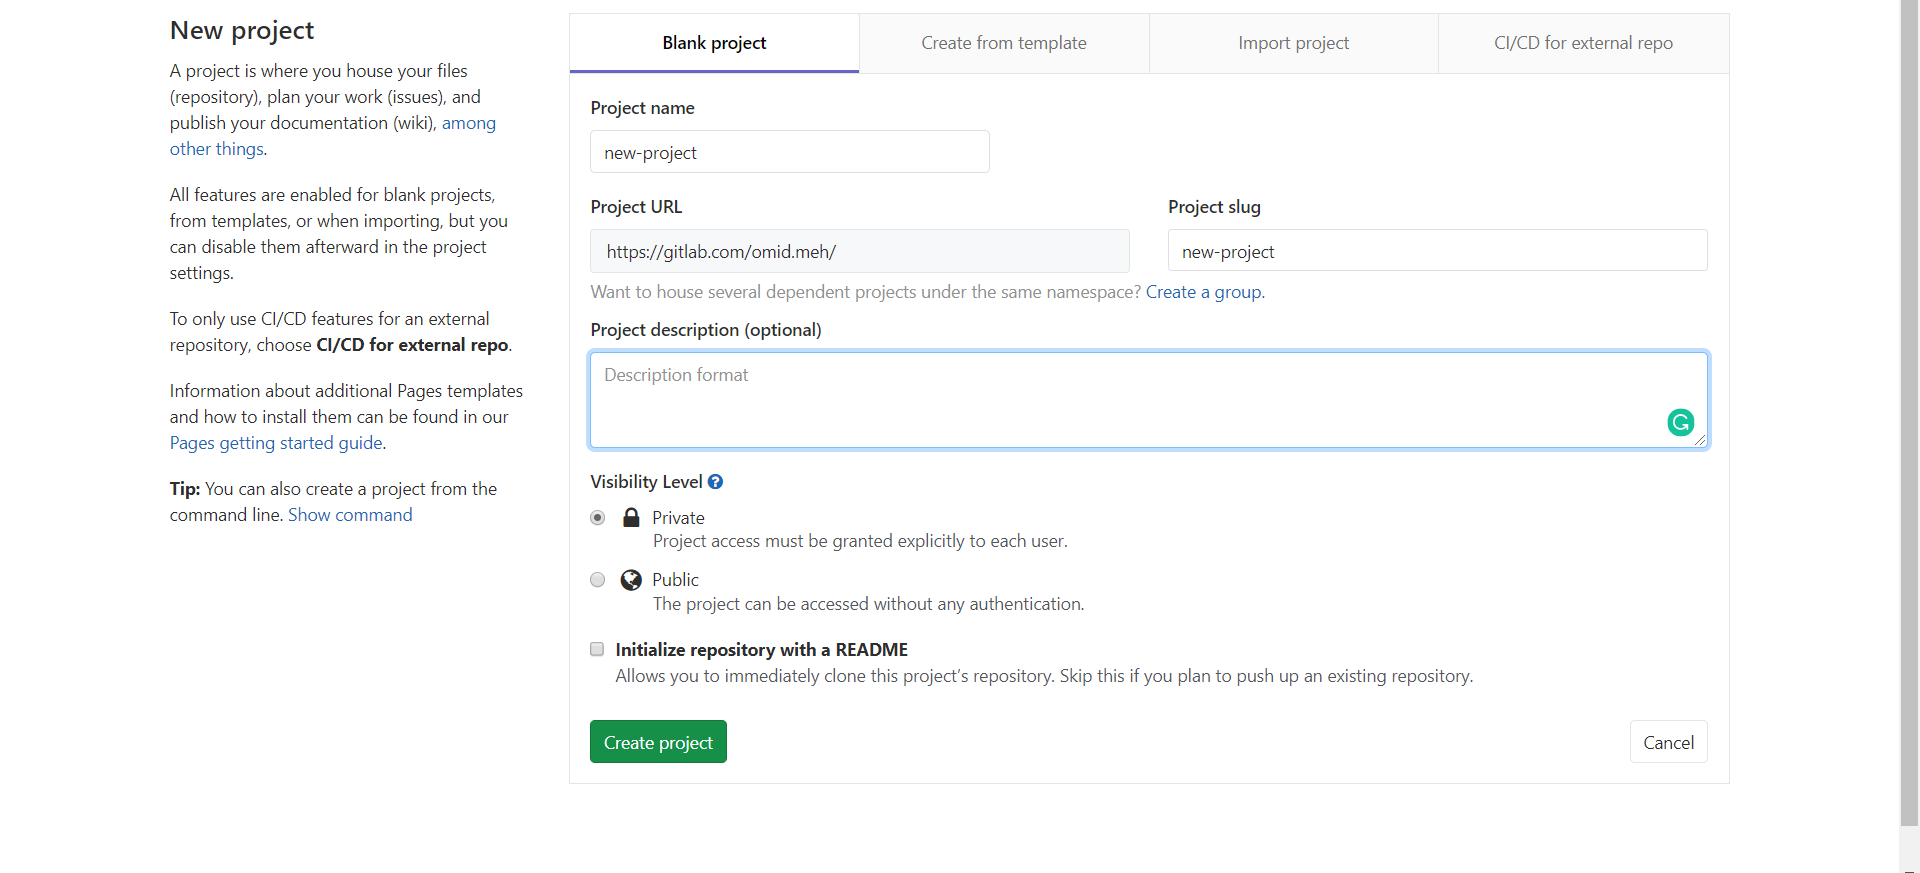 New project
A project is where you house your files
(repository), plan your work (issues), and
publish your documentation (wiki), among
other things.
All features are enabled for blank projects,
from templates, or when importing, but you
can disable them afterward in the project
settings.
To only use CI/CD features for an external
repository, choose CI/CD for external repo.
Information about additional Pages templates
and how to install them can be found in our
Pages getting started guide.
Tip: You can also create a project from the
command line. Show command
Blank project
Create from template
Import project
CI/CD for external repo
Project name
new-project
Project URL
Project slug
https://gitlab.com/omid.meh/
new-project
Want to house several dependent projects under the same namespace? Create a group.
Project description (optional)
Description format
Visibility Level
Private
Project access must be granted explicitly to each user.
Public
The project can be accessed without any authentication.
Initialize repository with a README
Allows you to immediately clone this project’s repository. Skip this if you plan to push up an existing repository.
Create project
Cancel